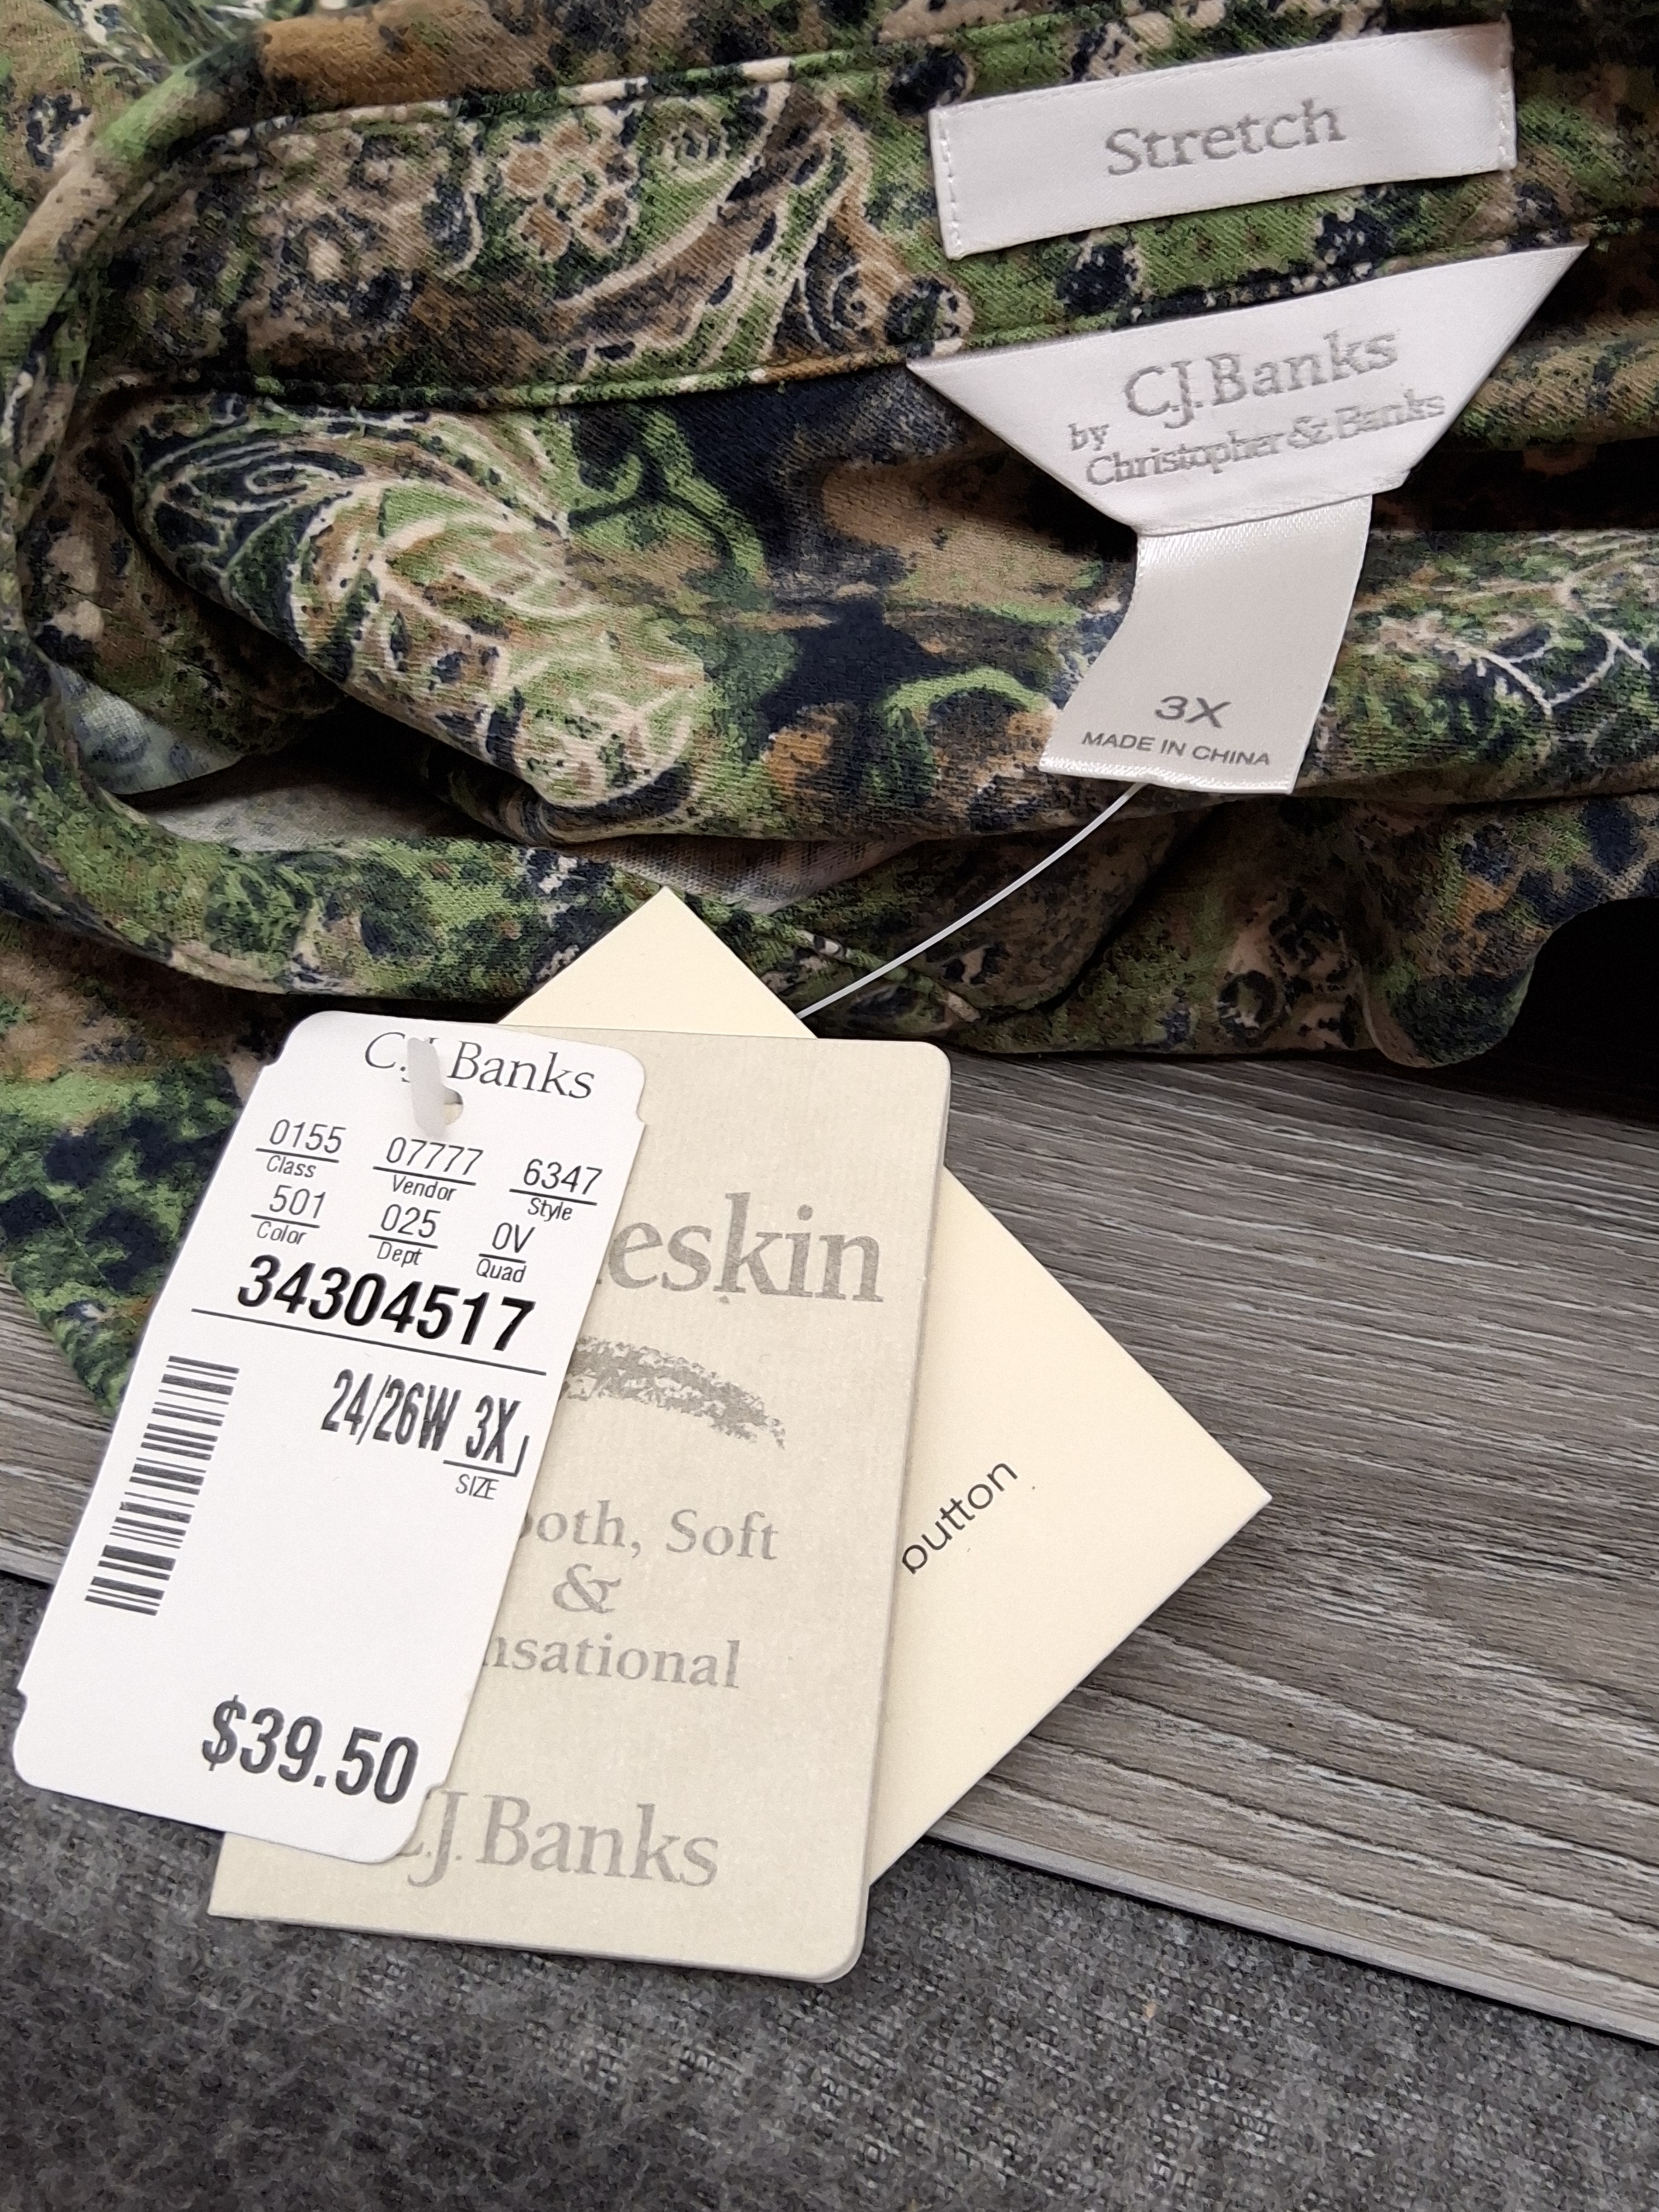 Stretch
C.J. Banks
by
Christopher & Banks
3X
MADE IN CHINA
C.J. Banks
0155 07777 6347
Class Vendor Style
501 025 0V
Color Dept Quad
34304517
24/26W 3X
SIZE
$39.50
eskin
ooth, Soft
&
nsational
C.J. Banks
button